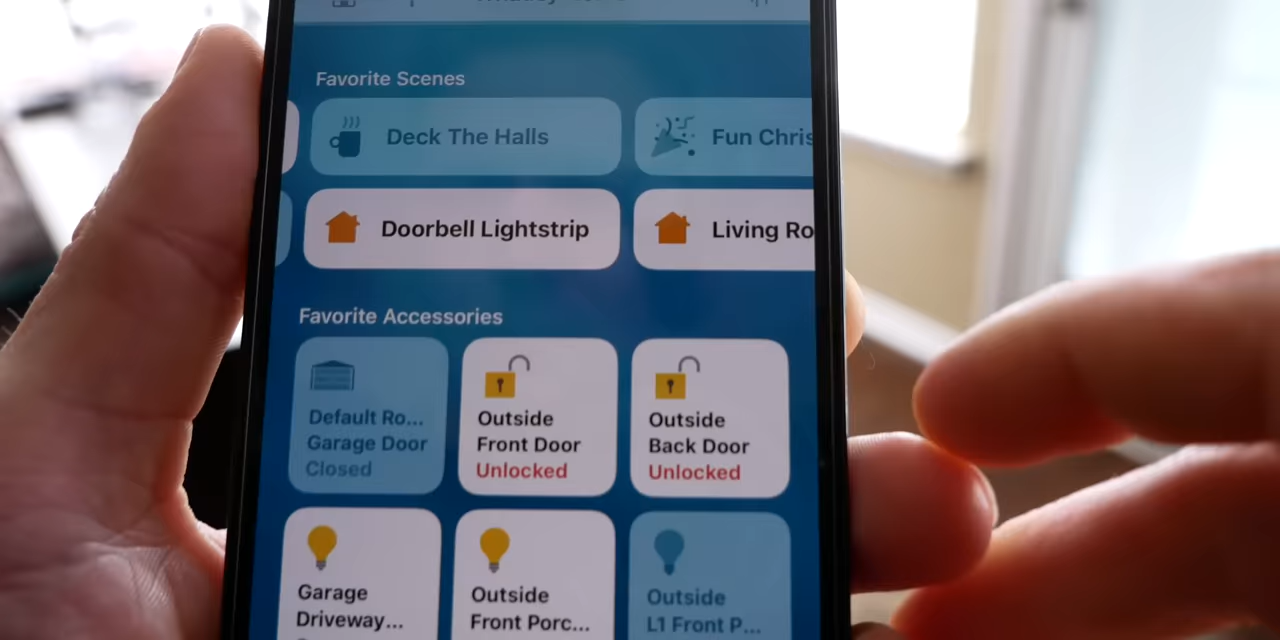 Favorite Scenes
Deck The Halls
Fun Chris
Doorbell Lightstrip
Living Ro
Favorite Accessories
Default Ro...
Garage Door
Closed
Outside
Front Door
Unlocked
Outside
Back Door
Unlocked
Garage
Driveway...
Outside
Front Porc...
Outside
L1 Front P...